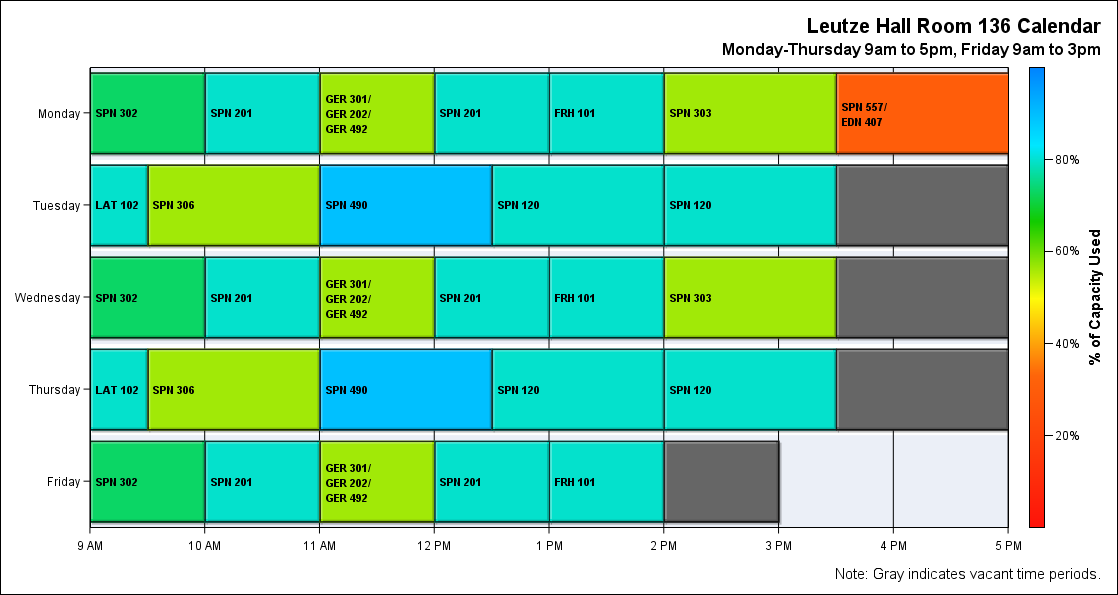 Leutze Hall Room 136 Calendar
Monday-Thursday 9am to 5pm, Friday 9am to 3pm
Monday
SPN 302
SPN 201
GER 301/
GER 202/
GER 492
SPN 201
FRH 101
SPN 303
SPN 557/
EDN 407
Tuesday
LAT 102
SPN 306
SPN 490
SPN 120
SPN 120
Wednesday
SPN 302
SPN 201
GER 301/
GER 202/
GER 492
SPN 201
FRH 101
SPN 303
Thursday
LAT 102
SPN 306
SPN 490
SPN 120
SPN 120
Friday
SPN 302
SPN 201
GER 301/
GER 202/
GER 492
SPN 201
FRH 101
9 AM
10 AM
11 AM
12 PM
1 PM
2 PM
3 PM
4 PM
5 PM
80%
60%
40%
20%
% of Capacity Used
Note: Gray indicates vacant time periods.